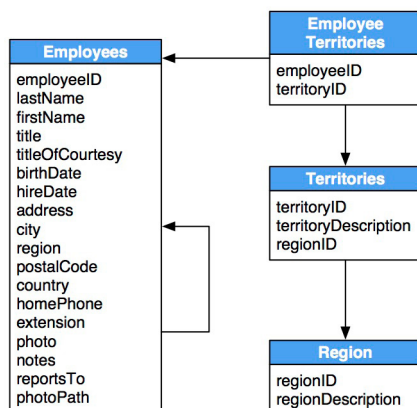 Employees
employeeID
lastName
firstName
title
titleOfCourtesy
birthDate
hireDate
address
city
region
postalCode
country
homePhone
extension
photo
notes
reportsTo
photoPath
Employee
Territories
employeeID
territoryID
Territories
territoryID
territoryDescription
regionID
Region
regionID
regionDescription